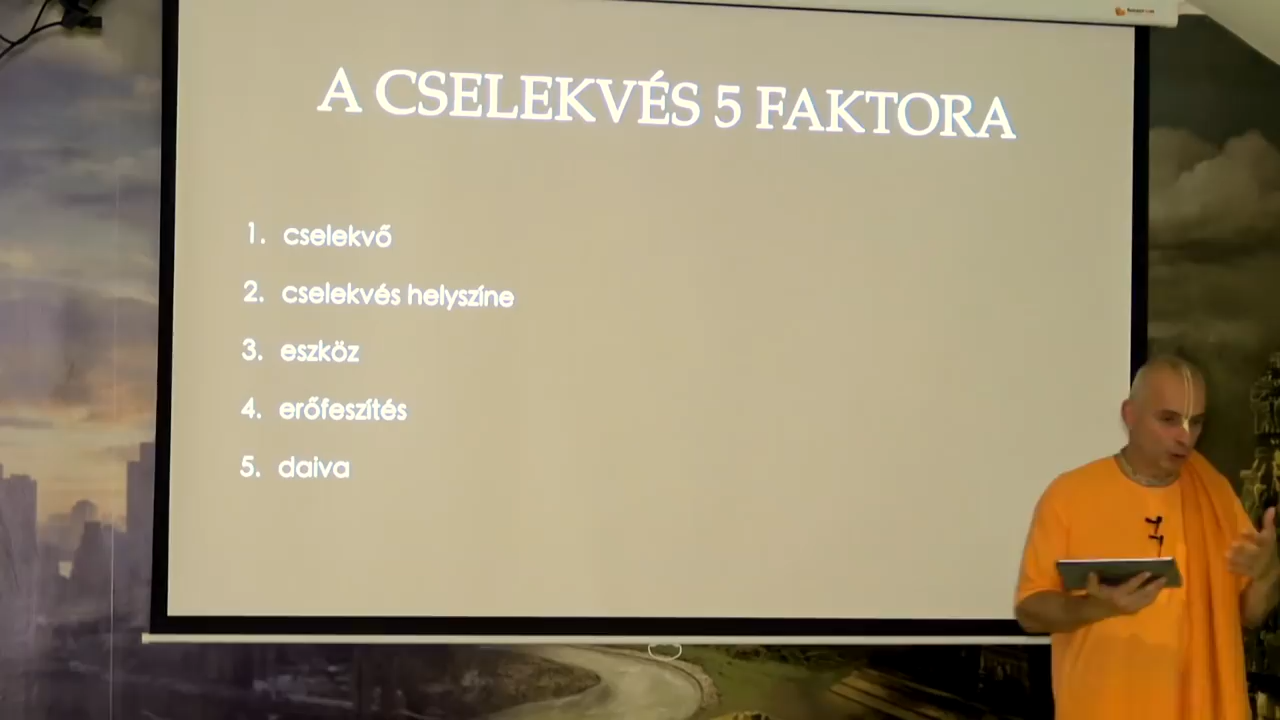 A CSELEKVÉS 5 FAKTORA
1. cselekvő
2. cselekvés helyszíne
3. eszköz
4. erőfeszítés
5. daiva